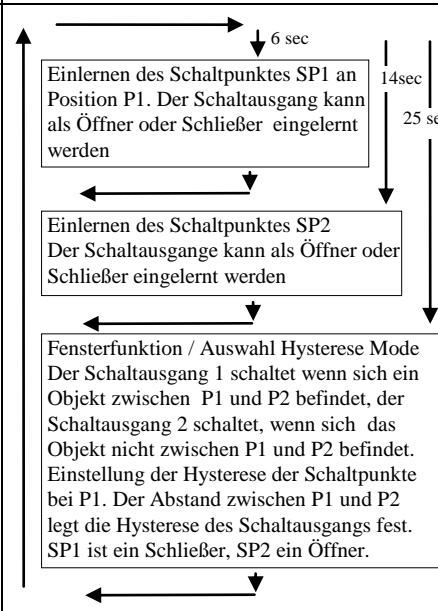 6 sec
14sec
25 se
Einlernen des Schaltpunktes SP1 an
Position P1. Der Schaltausgang kann
als Öffner oder Schließer eingelernt
werden
Einlernen des Schaltpunktes SP2
Der Schaltausgange kann als Öffner oder
Schließer eingelernt werden
Fensterfunktion / Auswahl Hysterese Mode
Der Schaltausgang 1 schaltet wenn sich ein
Objekt zwischen P1 und P2 befindet, der
Schaltausgang 2 schaltet, wenn sich das
Objekt nicht zwischen P1 und P2 befindet.
Einstellung der Hysterese der Schaltpunkte
bei P1. Der Abstand zwischen P1 und P2
legt die Hysterese des Schaltausgangs fest.
SP1 ist ein Schließer, SP2 ein Öffner.